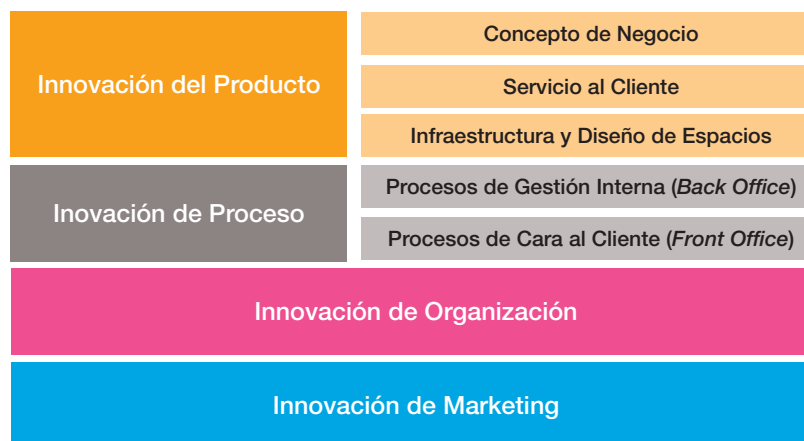 Innovación del Producto
Concepto de Negocio
Servicio al Cliente
Infraestructura y Diseño de Espacios
Inovación de Proceso
Procesos de Gestión Interna (Back Office)
Procesos de Cara al Cliente (Front Office)
Innovación de Organización
Innovación de Marketing